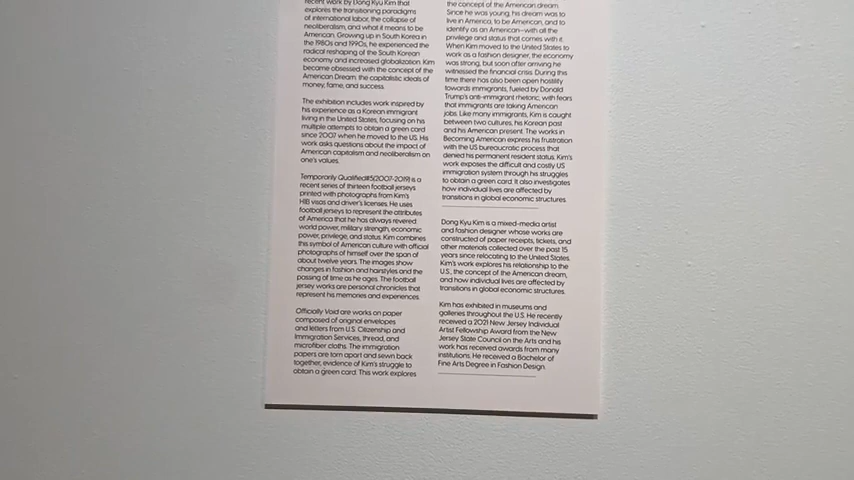 recent work by Dong Kyu Kim that
explores the transitioning paradigms
of international labor, the collapse of
neoliberalism, and what it means to be
American. Growing up in South Korea in
the 1980s and 1990s, he experienced the
radical reshaping of the South Korean
economy and increased globalization. Kim
became obsessed with the concept of the
American Dream: the capitalistic ideals of
money, fame, and success.
The exhibition includes work inspired by
his experience as a Korean immigrant
living in the United States, focusing on his
multiple attempts to obtain a green card
since 2007 when he moved to the US. His
work asks questions about the impact of
American capitalism and neoliberalism on
one's values.
Temporarily Qualified#5(2007-2019) is a
recent series of thirteen football jerseys
printed with photographs from Kim's
H1B visas and driver's licenses. He uses
football jerseys to represent the attributes
of America that he has always revered:
world power, military strength, economic
power, privilege, and status. Kim combines
this symbol of American culture with official
photographs of himself over the span of
about twelve years. The images show
changes in fashion and hairstyles and the
passing of time as he ages. The football
jersey works are personal chronicles that
represent his memories and experiences.
Officially Void are works on paper
composed of original envelopes
and letters from U.S. Citizenship and
Immigration Services, thread, and
microfiber cloths. The immigration
papers are torn apart and sewn back
together, evidence of Kim's struggle to
obtain a green card. This work explores
the concept of the American dream.
Since he was young, his dream was to
live in America, to be American, and to
identify as an American—with all the
privilege and status that comes with it.
When Kim moved to the United States to
work as a fashion designer, the economy
was strong, but soon after arriving he
witnessed the financial crisis. During this
time there has also been open hostility
towards immigrants, fueled by Donald
Trump's anti-immigrant rhetoric, with fears
that immigrants are taking American
jobs. Like many immigrants, Kim is caught
between two cultures, his Korean past
and his American present. The works in
Becoming American express his frustration
with the US bureaucratic process that
denied his permanent resident status. Kim's
work exposes the difficult and costly US
immigration system through his struggles
to obtain a green card. It also investigates
how individual lives are affected by
transitions in global economic structures.
Dong Kyu Kim is a mixed-media artist
and fashion designer whose works are
constructed of paper receipts, tickets, and
other materials collected over the past 15
years since relocating to the United States.
Kim's work explores his relationship to the
U.S., the concept of the American dream,
and how individual lives are affected by
transitions in global economic structures.
Kim has exhibited in museums and
galleries throughout the U.S. He recently
received a 2021 New Jersey Individual
Artist Fellowship Award from the New
Jersey State Council on the Arts and his
work has received awards from many
institutions. He received a Bachelor of
Fine Arts Degree in Fashion Design.